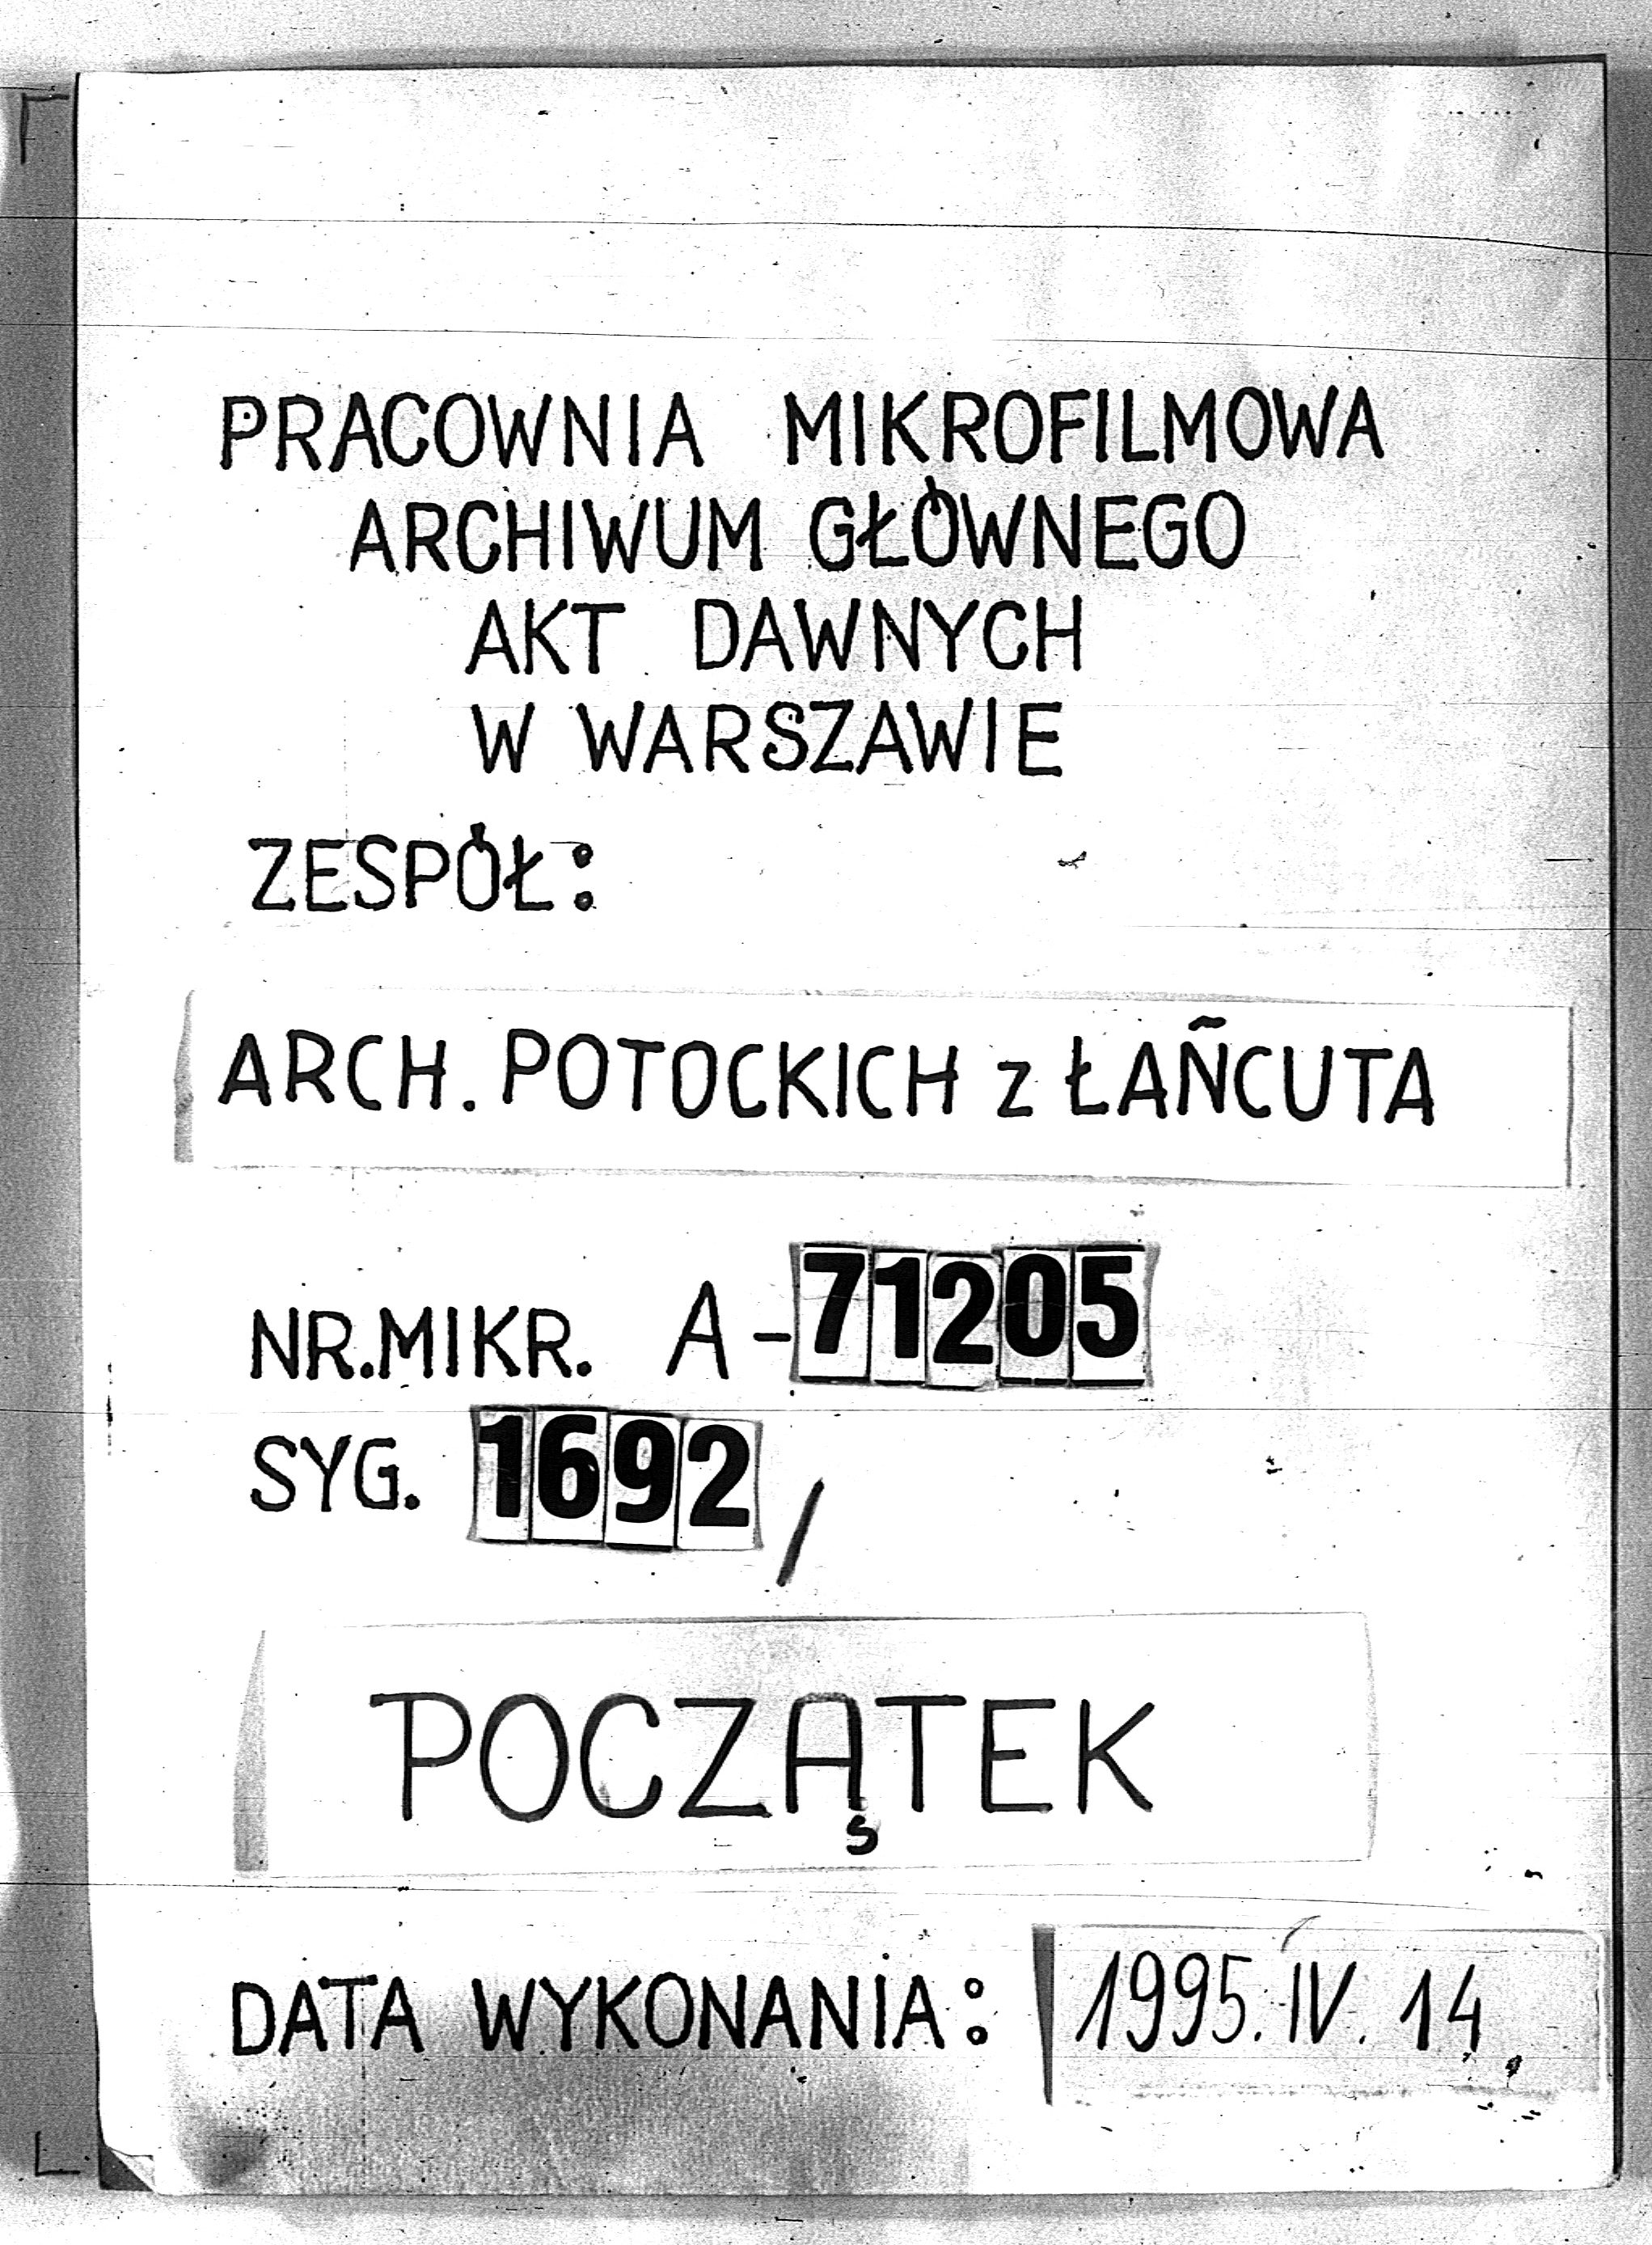 PRACOWNIA MIKROFILMOWA
ARCHIWUM GŁÓWNEGO
AKT DAWNYCH
W WARSZAWIE
ZESPÓŁ:
ARCH. POTOCKICH z ŁAÑCUTA
NR.MIKR. A-71205
SYG. 1692/
POCZĄTEK
DATA WYKONANIA: 1995.IV.14.